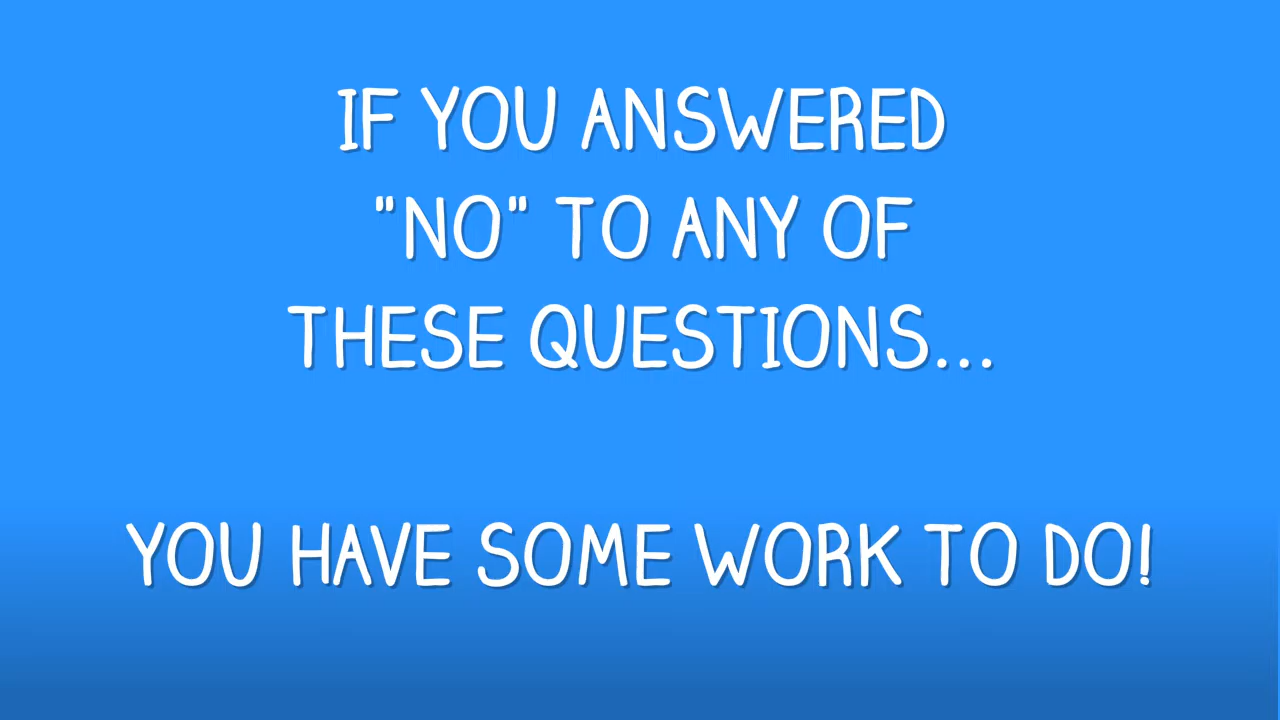 IF YOU ANSWERED
"NO" TO ANY OF
THESE QUESTIONS...
YOU HAVE SOME WORK TO DO!